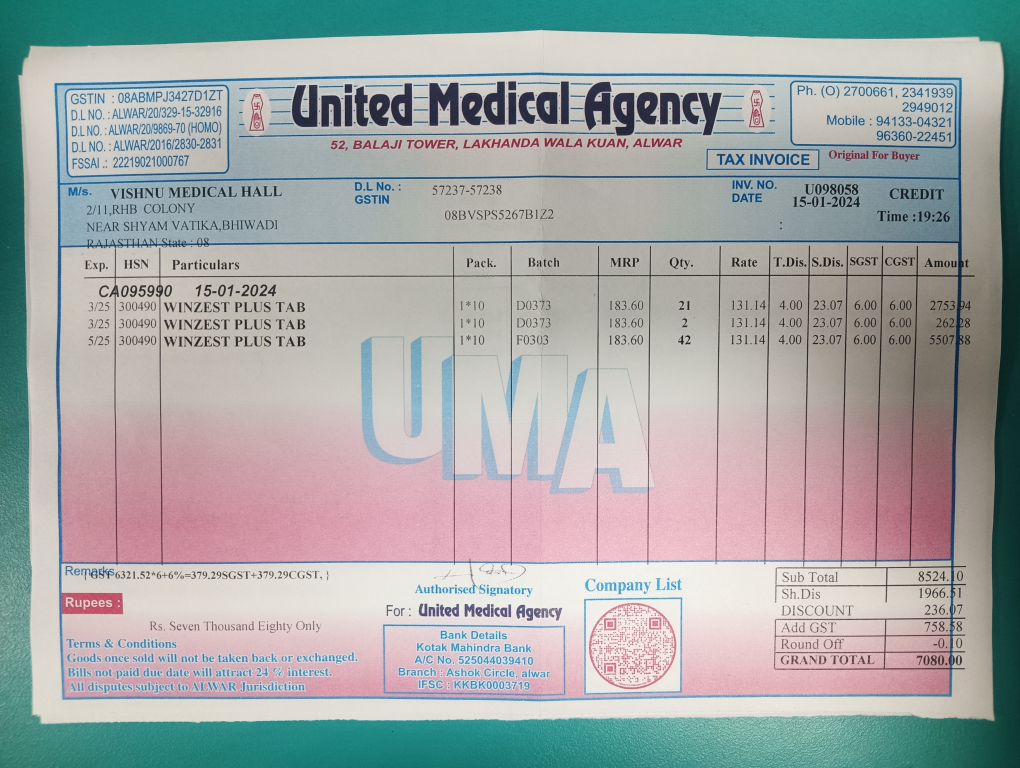 GSTIN : 08ABMPJ3427D1ZT
D.L NO. : ALWAR/20/329-15-32916
D.L NO. : ALWAR/20/9869-70 (HOMO)
D.L NO. : ALWAR/2016/2830-2831
FSSAI .: 22219021000767
United Medical Agency
52, BALAJI TOWER, LAKHANDA WALA KUAN, ALWAR
Ph. (O) 2700661, 2341939
2949012
Mobile : 94133-04321
96360-22451
TAX INVOICE Original For Buyer
M/s. VISHNU MEDICAL HALL
2/11,RHB COLONY
NEAR SHYAM VATIKA,BHIWADI
RAJASTHAN State : 08
D.L No. : 57237-57238
GSTIN 08BVSPS5267B1Z2
INV. NO. U098058 CREDIT
DATE 15-01-2024
: Time :19:26
Exp. HSN Particulars Pack. Batch MRP Qty. Rate T.Dis. S.Dis. SGST CGST Amount
CA095990 15-01-2024
3/25 300490 WINZEST PLUS TAB 1*10 D0373 183.60 21 131.14 4.00 23.07 6.00 6.00 2753.94
3/25 300490 WINZEST PLUS TAB 1*10 D0373 183.60 2 131.14 4.00 23.07 6.00 6.00 262.28
5/25 300490 WINZEST PLUS TAB 1*10 F0303 183.60 42 131.14 4.00 23.07 6.00 6.00 5507.88
UMA
Remarks
{ GST 6321.52*6+6%=379.29SGST+379.29CGST, }
Rupees :
Rs. Seven Thousand Eighty Only
Terms & Conditions
Goods once sold will not be taken back or exchanged.
Bills not paid due date will attract 24 % interest.
All disputes subject to ALWAR Jurisdiction
Authorised Signatory
For : United Medical Agency
Bank Details
Kotak Mahindra Bank
A/C No. 525044039410
Branch : Ashok Circle, alwar
IFSC : KKBK0003719
Company List
Sub Total 8524.10
Sh.Dis 1966.51
DISCOUNT 236.07
Add GST 758.58
Round Off -0.10
GRAND TOTAL 7080.00